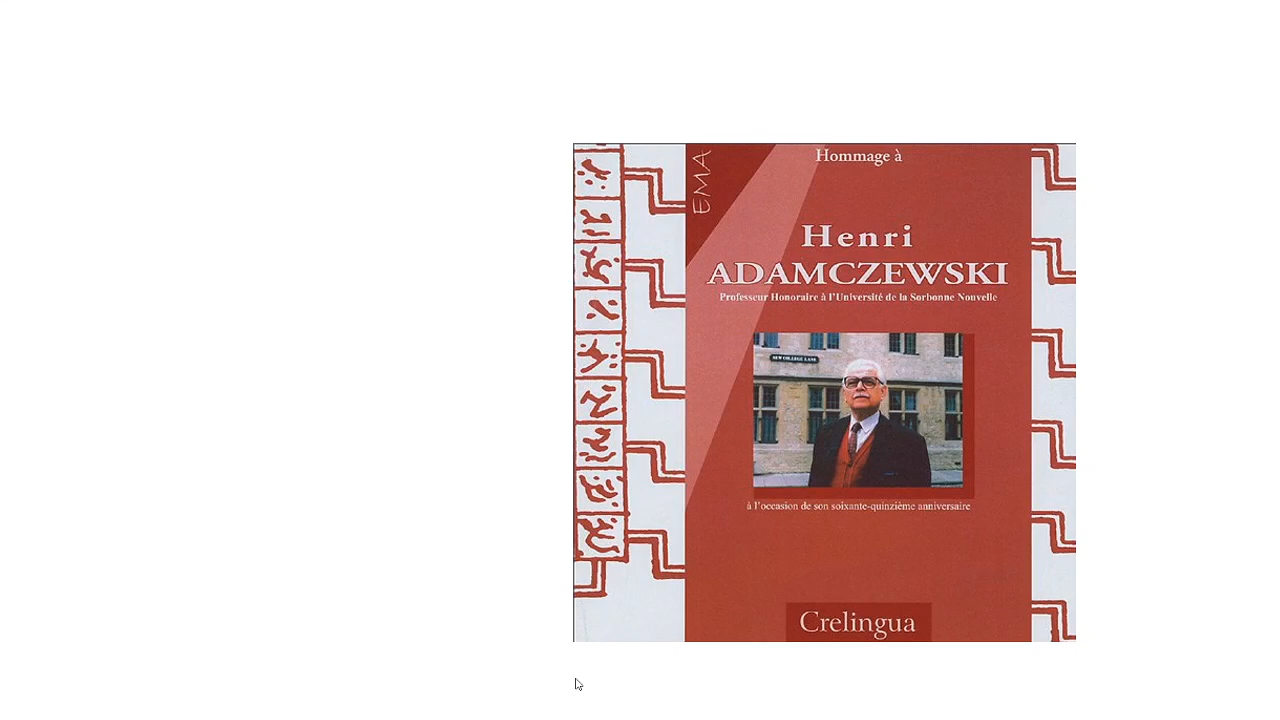 EMA
Hommage à
Henri
ADAMCZEWSKI
Professeur Honoraire à l'Université de la Sorbonne Nouvelle
NEW COLLEGE LANE
à l'occasion de son soixante-quinzième anniversaire
Crelingua